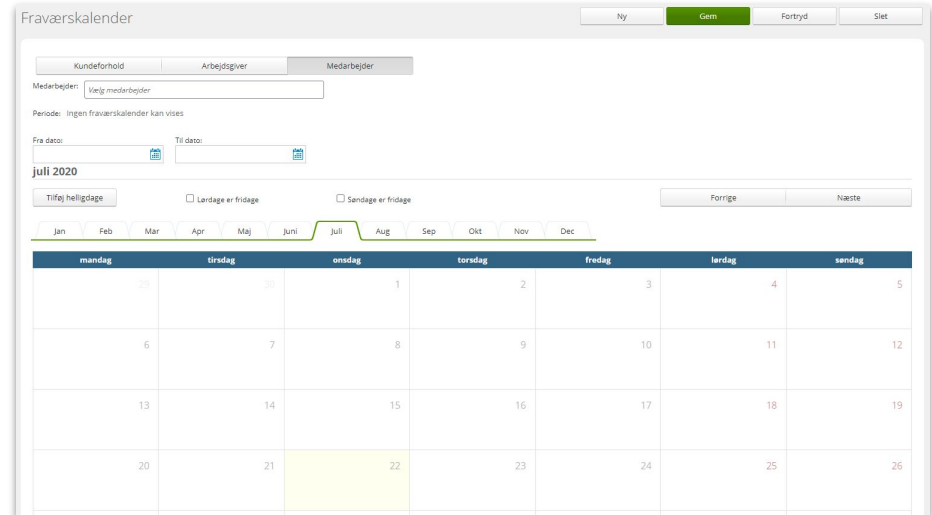 Fraværskalender
Ny Gem Fortryd Slet
Kundeforhold Arbejdsgiver Medarbejder
Medarbejder: Vælg medarbejder
Periode: Ingen fraværskalender kan vises
Fra dato: Til dato:
juli 2020
Tilføj helligdage Lørdage er fridage Søndage er fridage Forrige Næste
Jan Feb Mar Apr Maj Juni Juli Aug Sep Okt Nov Dec
mandag tirsdag onsdag torsdag fredag lørdag søndag
29 30 1 2 3 4 5
6 7 8 9 10 11 12
13 14 15 16 17 18 19
20 21 22 23 24 25 26